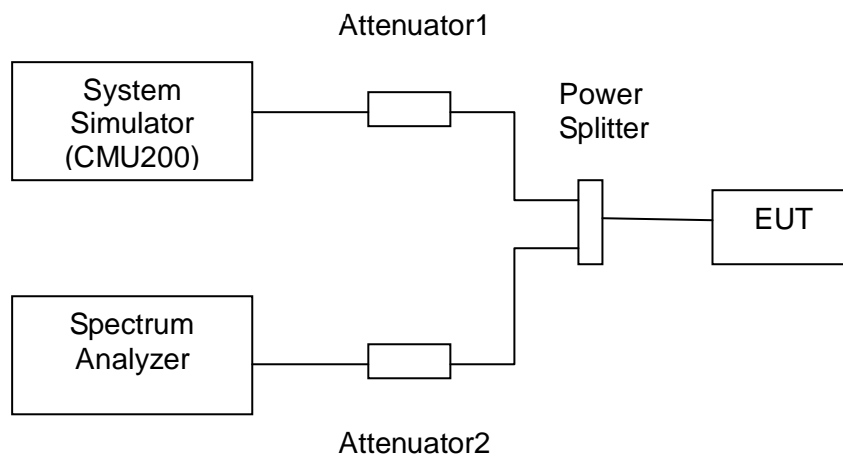 Attenuator1
System
Simulator
(CMU200)
Power
Splitter
EUT
Spectrum
Analyzer
Attenuator2